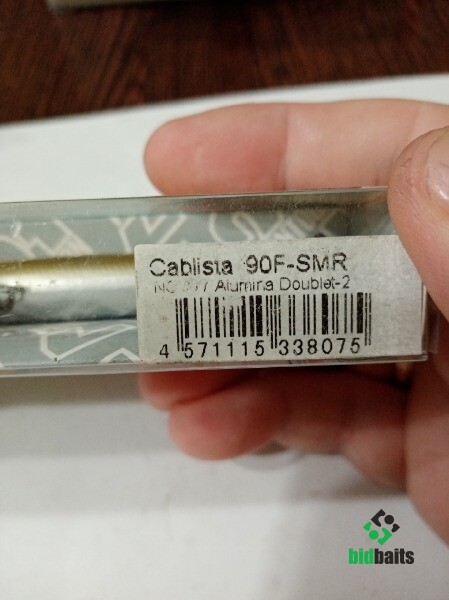 Cablista 90F-SMR
Alumina Doublet-2
4 571115 338075
bidbaits